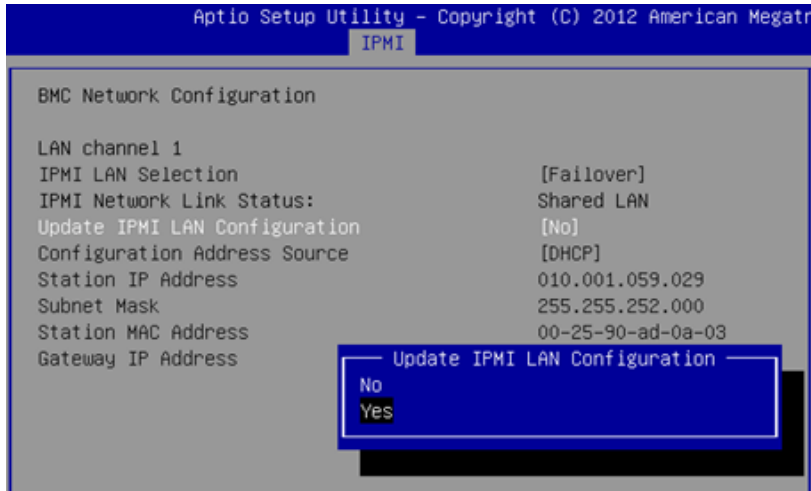 Aptio Setup Utility – Copyright (C) 2012 American Megatr
IPMI
BMC Network Configuration
LAN channel 1
IPMI LAN Selection [Failover]
IPMI Network Link Status: Shared LAN
Update IPMI LAN Configuration [No]
Configuration Address Source [DHCP]
Station IP Address 010.001.059.029
Subnet Mask 255.255.252.000
Station MAC Address 00-25-90-ad-0a-03
Gateway IP Address
Update IPMI LAN Configuration
No
Yes